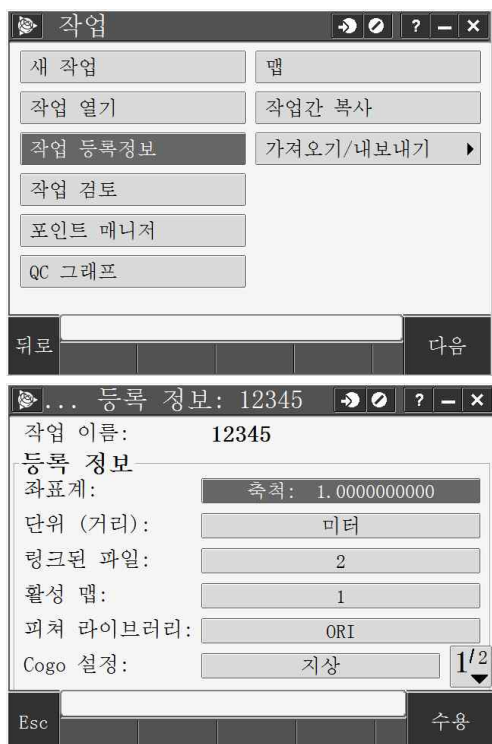 작업
? – ×
새 작업
맵
작업 열기
작업간 복사
작업 등록정보
가져오기/내보내기
작업 검토
포인트 매니저
QC 그래프
뒤로
다음
... 등록 정보: 12345
? – ×
작업 이름: 12345
등록 정보
좌표계: 축척: 1.0000000000
단위 (거리): 미터
링크된 파일: 2
활성 맵: 1
피쳐 라이브러리: ORI
Cogo 설정: 지상
1/2
Esc
수용